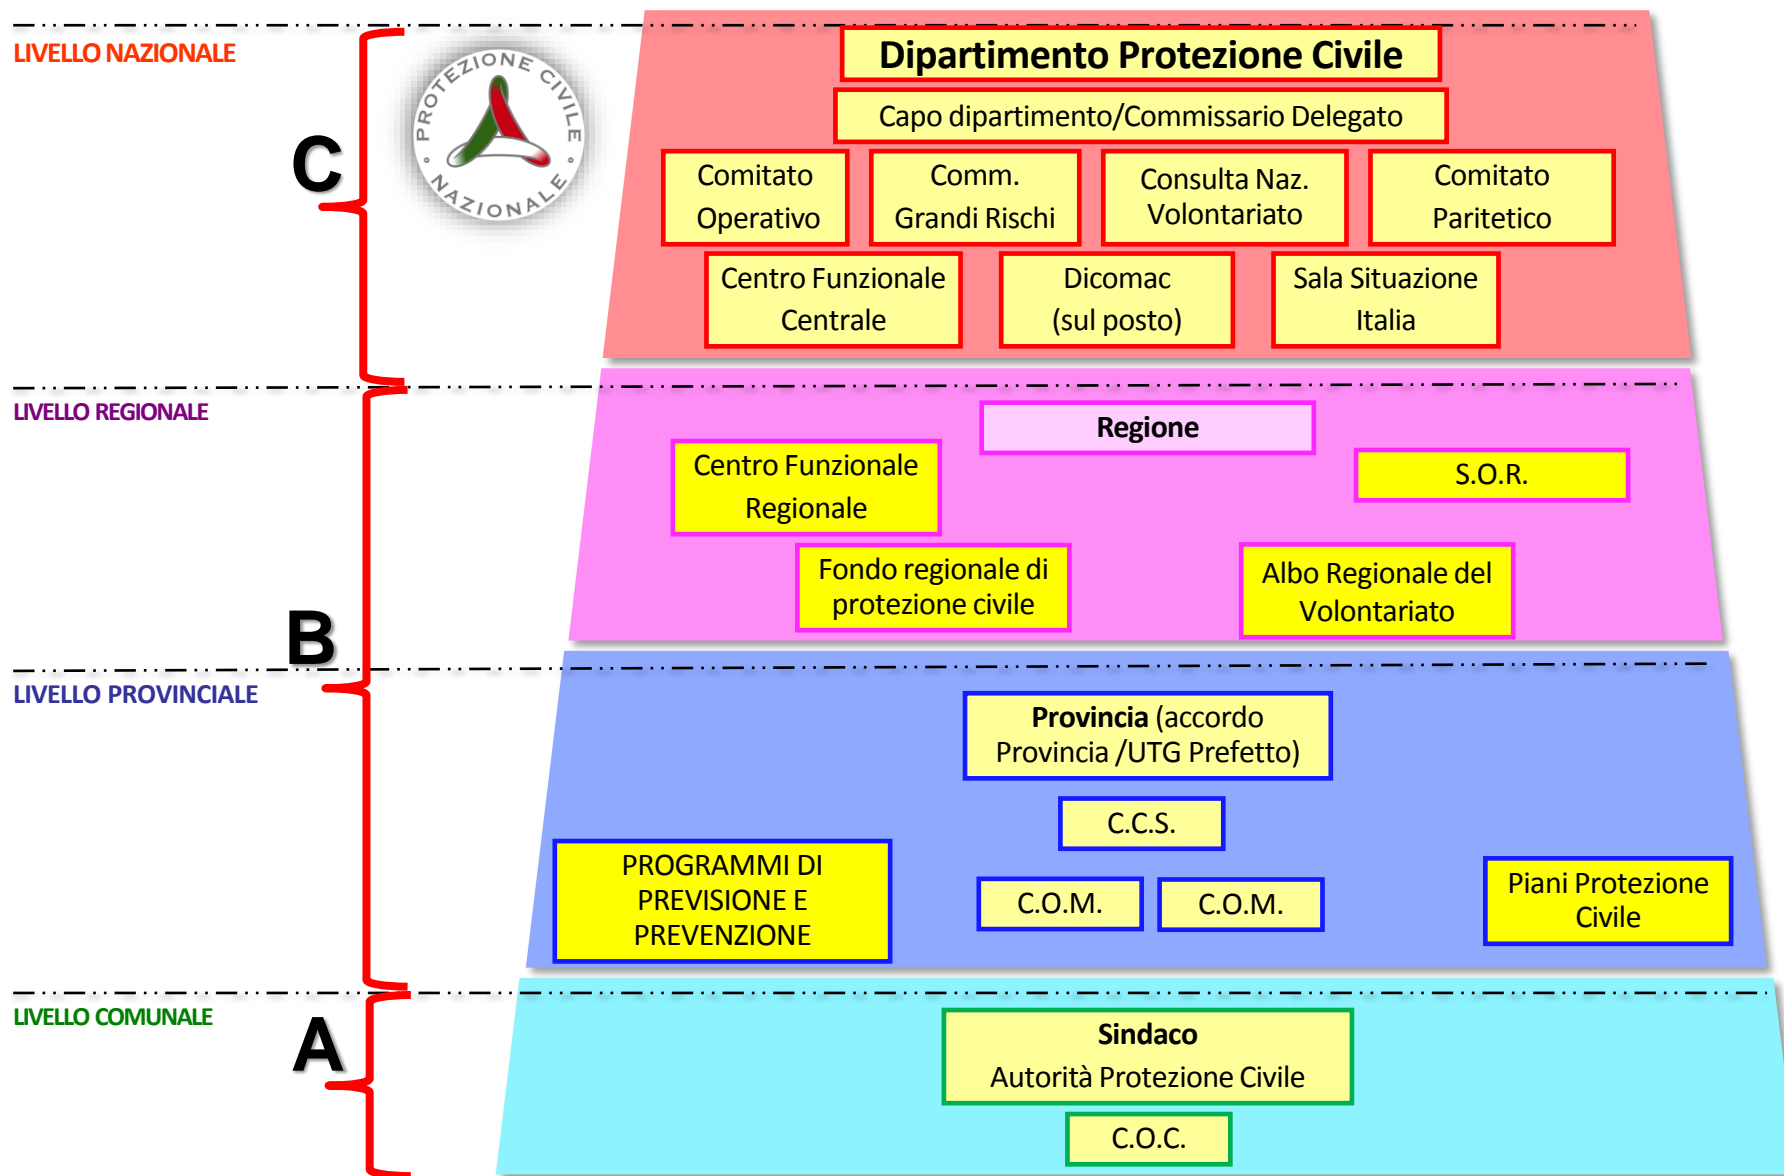 LIVELLO NAZIONALE
C
PROTEZIONE CIVILE
NAZIONALE
Dipartimento Protezione Civile
Capo dipartimento/Commissario Delegato
Comitato
Operativo
Comm.
Grandi Rischi
Consulta Naz.
Volontariato
Comitato
Paritetico
Centro Funzionale
Centrale
Dicomac
(sul posto)
Sala Situazione
Italia
LIVELLO REGIONALE
B
Regione
Centro Funzionale
Regionale
S.O.R.
Fondo regionale di
protezione civile
Albo Regionale del
Volontariato
LIVELLO PROVINCIALE
Provincia (accordo
Provincia /UTG Prefetto)
C.C.S.
PROGRAMMI DI
PREVISIONE E
PREVENZIONE
C.O.M.
C.O.M.
Piani Protezione
Civile
LIVELLO COMUNALE
A
Sindaco
Autorità Protezione Civile
C.O.C.